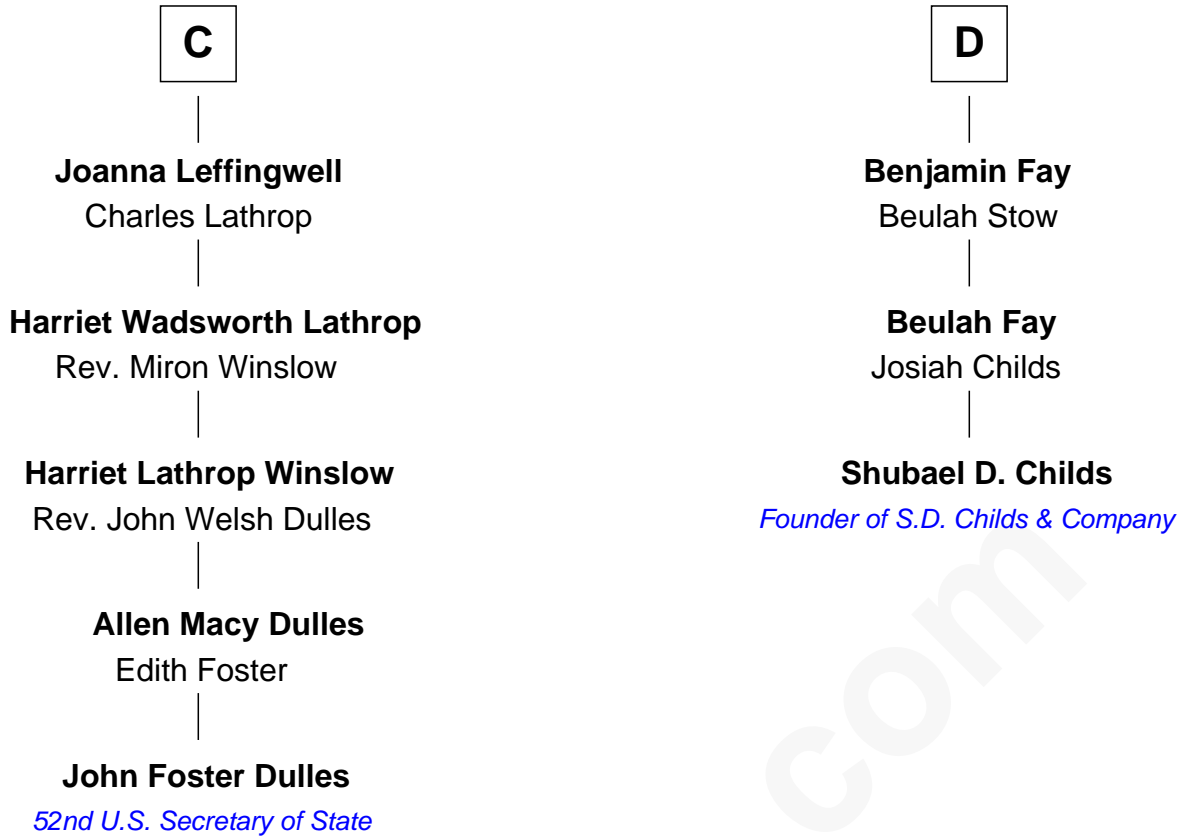 C
Joanna Leffingwell
Charles Lathrop
Harriet Wadsworth Lathrop
Rev. Miron Winslow
Harriet Lathrop Winslow
Rev. John Welsh Dulles
Allen Macy Dulles
Edith Foster
John Foster Dulles
52nd U.S. Secretary of State
D
Benjamin Fay
Beulah Stow
Beulah Fay
Josiah Childs
Shubael D. Childs
Founder of S.D. Childs & Company
com